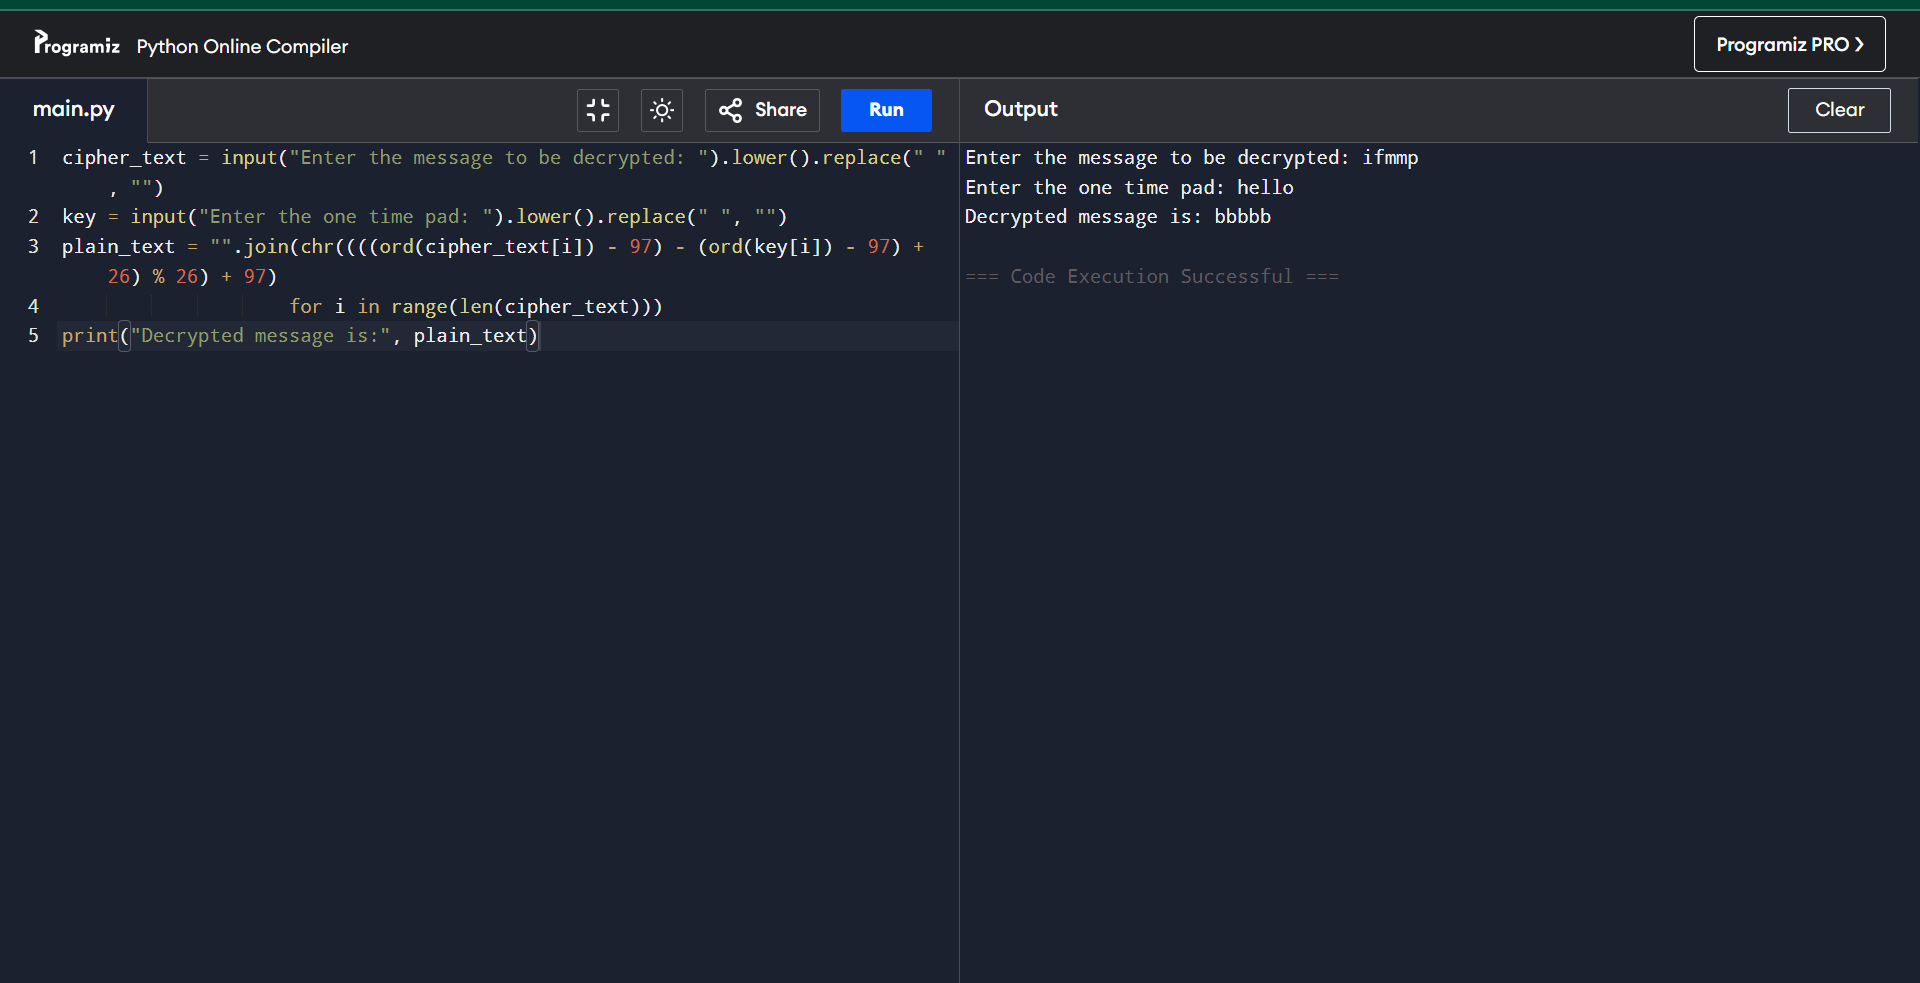 Programiz Python Online Compiler
Programiz PRO ❯
main.py
Share
Run
Output
Clear
1 cipher_text = input("Enter the message to be decrypted: ").lower().replace(" "
, "")
2 key = input("Enter the one time pad: ").lower().replace(" ", "")
3 plain_text = "".join(chr((((ord(cipher_text[i]) - 97) - (ord(key[i]) - 97) +
26) % 26) + 97)
4 for i in range(len(cipher_text)))
5 print("Decrypted message is:", plain_text)
Enter the message to be decrypted: ifmmp
Enter the one time pad: hello
Decrypted message is: bbbbb
=== Code Execution Successful ===